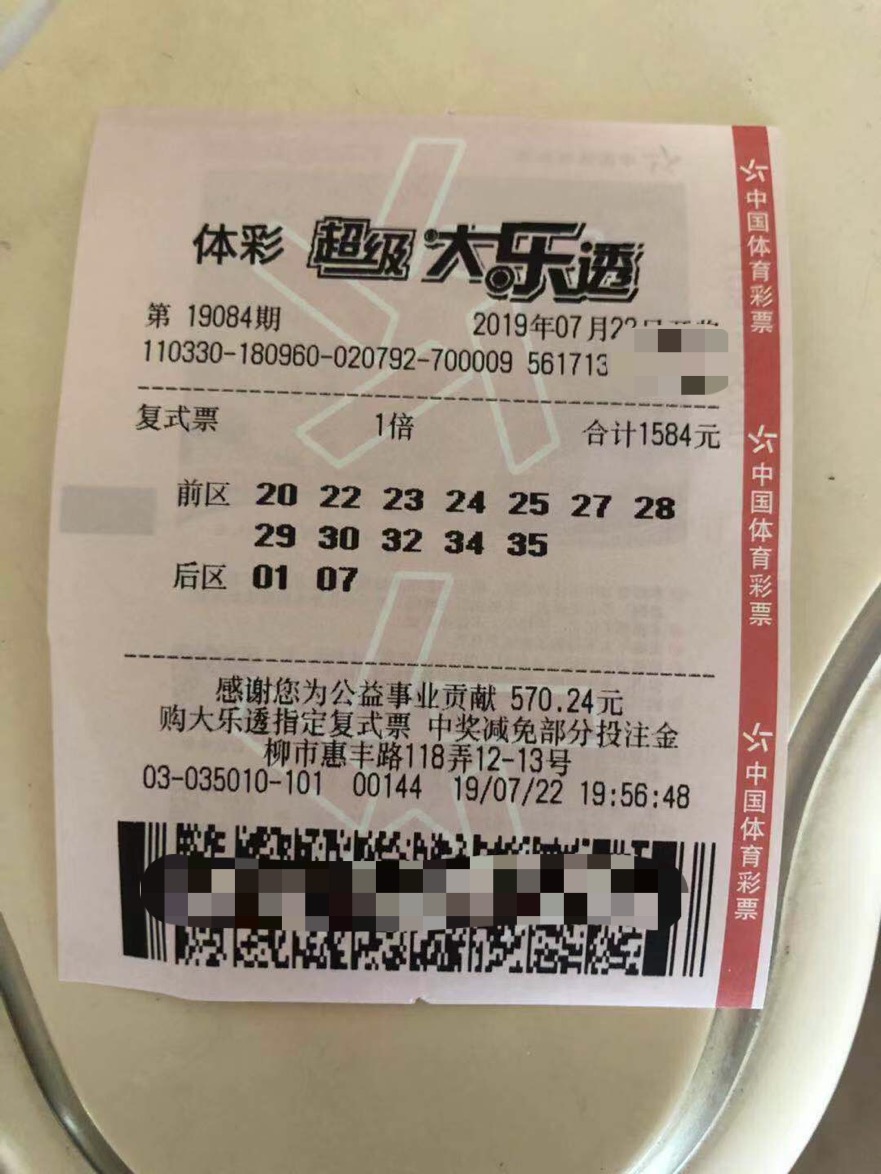 体彩 超级大乐透
第 19084期 2019年07月22日开奖
110330-180960-020792-700009 561713
复式票 1倍 合计1584元
前区 20 22 23 24 25 27 28
29 30 32 34 35
后区 01 07
感谢您为公益事业贡献 570.24元
购大乐透指定复式票 中奖减免部分投注金
柳市惠丰路118弄12-13号
03-035010-101 00144 19/07/22 19:56:48
中国体育彩票
中国体育彩票
中国体育彩票